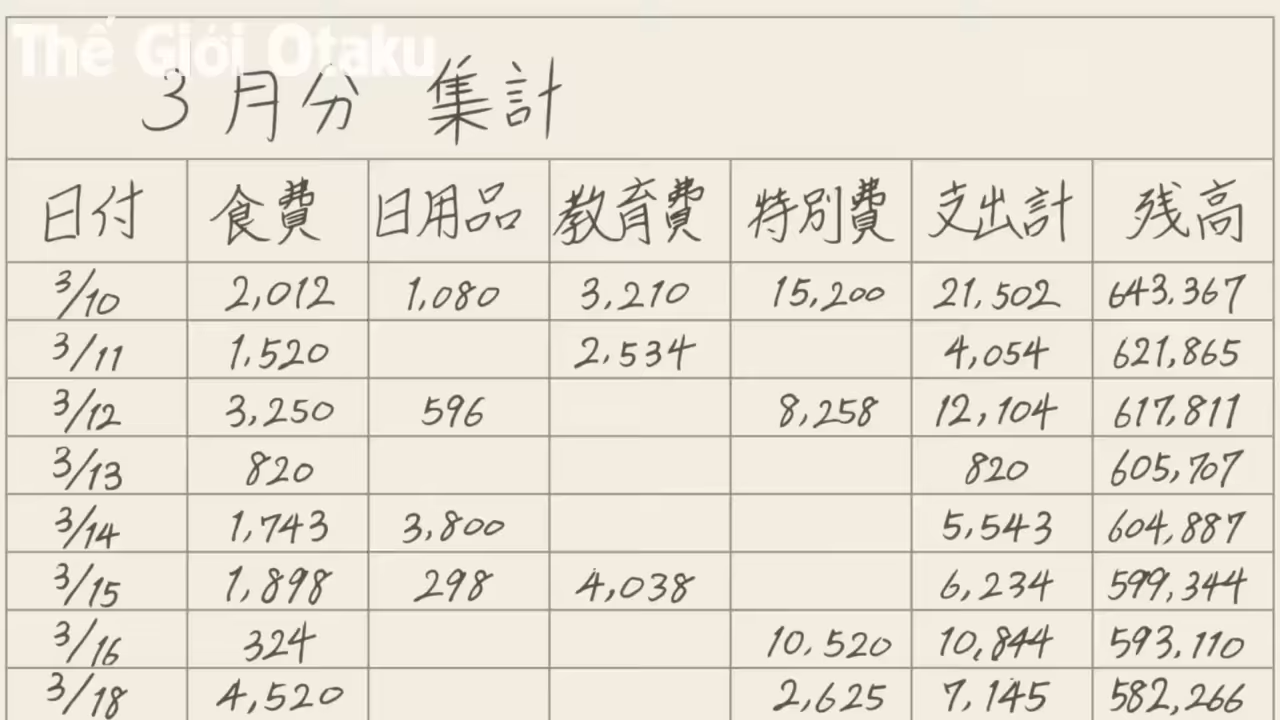 Thế Giới Otaku
3月分 集計
日付 食費 日用品 教育費 特別費 支出計 残高
3/10 2,012 1,080 3,210 15,200 21,502 643,367
3/11 1,520 2,534 4,054 621,865
3/12 3,250 596 8,258 12,104 617,811
3/13 820 820 605,707
3/14 1,743 3,800 5,543 604,887
3/15 1,898 298 4,038 6,234 599,344
3/16 324 10,520 10,844 593,110
3/18 4,520 2,625 7,145 582,266